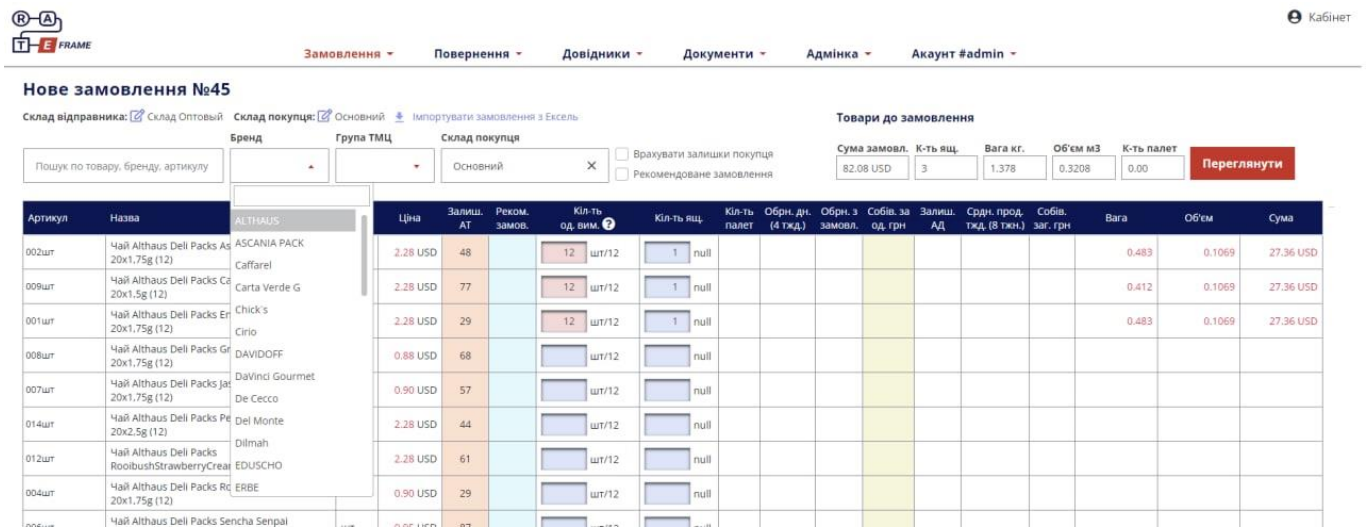 R A
T E FRAME
Кабінет
Замовлення Повернення Довідники Документи Адмінка Акаунт #admin
Нове замовлення №45
Склад відправника: Склад Оптовый Склад покупця: Основний Імпортувати замовлення з Ексель
Товари до замовлення
Бренд Група ТМЦ Склад покупця
Пошук по товару, бренду, артикулу
Основний ×
Врахувати залишки покупця
Рекомендоване замовлення
Сума замовл. К-ть ящ. Вага кг. Об'єм м3 К-ть палет
82.08 USD 3 1.378 0.3208 0.00
Переглянути
ALTHAUS
ASCANIA PACK
Caffarel
Carta Verde G
Chick's
Cirio
DAVIDOFF
DaVinci Gourmet
De Cecco
Del Monte
Dilmah
EDUSCHO
ERBE
Артикул Назва Ціна Залиш. АТ Реком. замов. Кіл-ть од. вим. ? Кіл-ть ящ. Кіл-ть палет Обрн. дн. (4 тжд.) Обрн. з замовл. Собів. за од. грн Залиш. АД Срдн. прод. тжд. (8 тжн.) Собів. заг. грн Вага Об'єм Сума
002шт Чай Althaus Deli Packs As 2.28 USD 48 12 шт/12 1 null 0.483 0.1069 27.36 USD
20x1,75g (12)
009шт Чай Althaus Deli Packs Ca 2.28 USD 77 12 шт/12 1 null 0.412 0.1069 27.36 USD
20x1.5g (12)
001шт Чай Althaus Deli Packs En 2.28 USD 29 12 шт/12 1 null 0.483 0.1069 27.36 USD
20x1,75g (12)
008шт Чай Althaus Deli Packs Gr 0.88 USD 68 шт/12 null
20x1,75g (12)
007шт Чай Althaus Deli Packs Jas 0.90 USD 57 шт/12 null
20x1,75g (12)
014шт Чай Althaus Deli Packs Pe 2.28 USD 44 шт/12 null
20x2,5g (12)
012шт Чай Althaus Deli Packs 2.28 USD 61 шт/12 null
RooibushStrawberryCrear
004шт Чай Althaus Deli Packs Ro 0.90 USD 29 шт/12 null
20x1,75g (12)
Чай Althaus Deli Packs Sencha Senpai